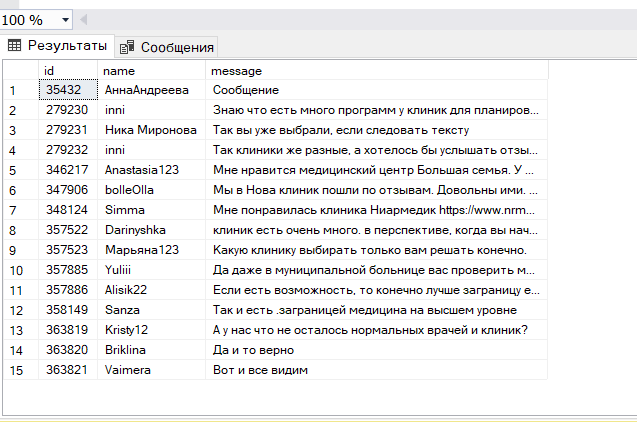 100 %
Результаты Сообщения
id name message
1 35432 АннаАндреева Сообщение
2 279230 inni Знаю что есть много программ у клиник для планиров...
3 279231 Ника Миронова Так вы уже выбрали, если следовать тексту
4 279232 inni Так клиники же разные, а хотелось бы услышать отзы...
5 346217 Anastasia123 Мне нравится медицинский центр Большая семья. У ...
6 347906 bolleOlla Мы в Нова клиник пошли по отзывам. Довольны ими. ...
7 348124 Simma Мне понравилась клиника Ниармедик https://www.nrm...
8 357522 Darinyshka клиник есть очень много. в перспективе, когда вы нач...
9 357523 Марьяна123 Какую клинику выбирать только вам решать конечно.
10 357885 Yuliii Да даже в муниципальной больнице вас проверить м...
11 357886 Alisik22 Если есть возможность, то конечно лучше заграницу е...
12 358149 Sanza Так и есть .заграницей медицина на высшем уровне
13 363819 Kristy12 А у нас что не осталось нормальных врачей и клиник?
14 363820 Briklina Да и то верно
15 363821 Vaimera Вот и все видим